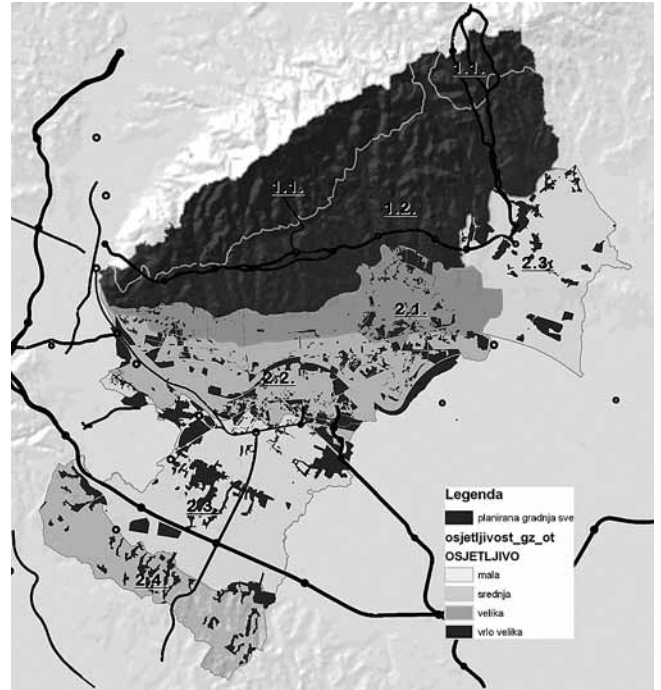 1.1.
1.1.
1.2.
2.3.
2.1.
2.2.
2.3.
2.4.
Legenda
planirana gradnja sve
osjetljivost_gz_ot
OSJETLJIVO
mala
srednja
velika
vrlo velika